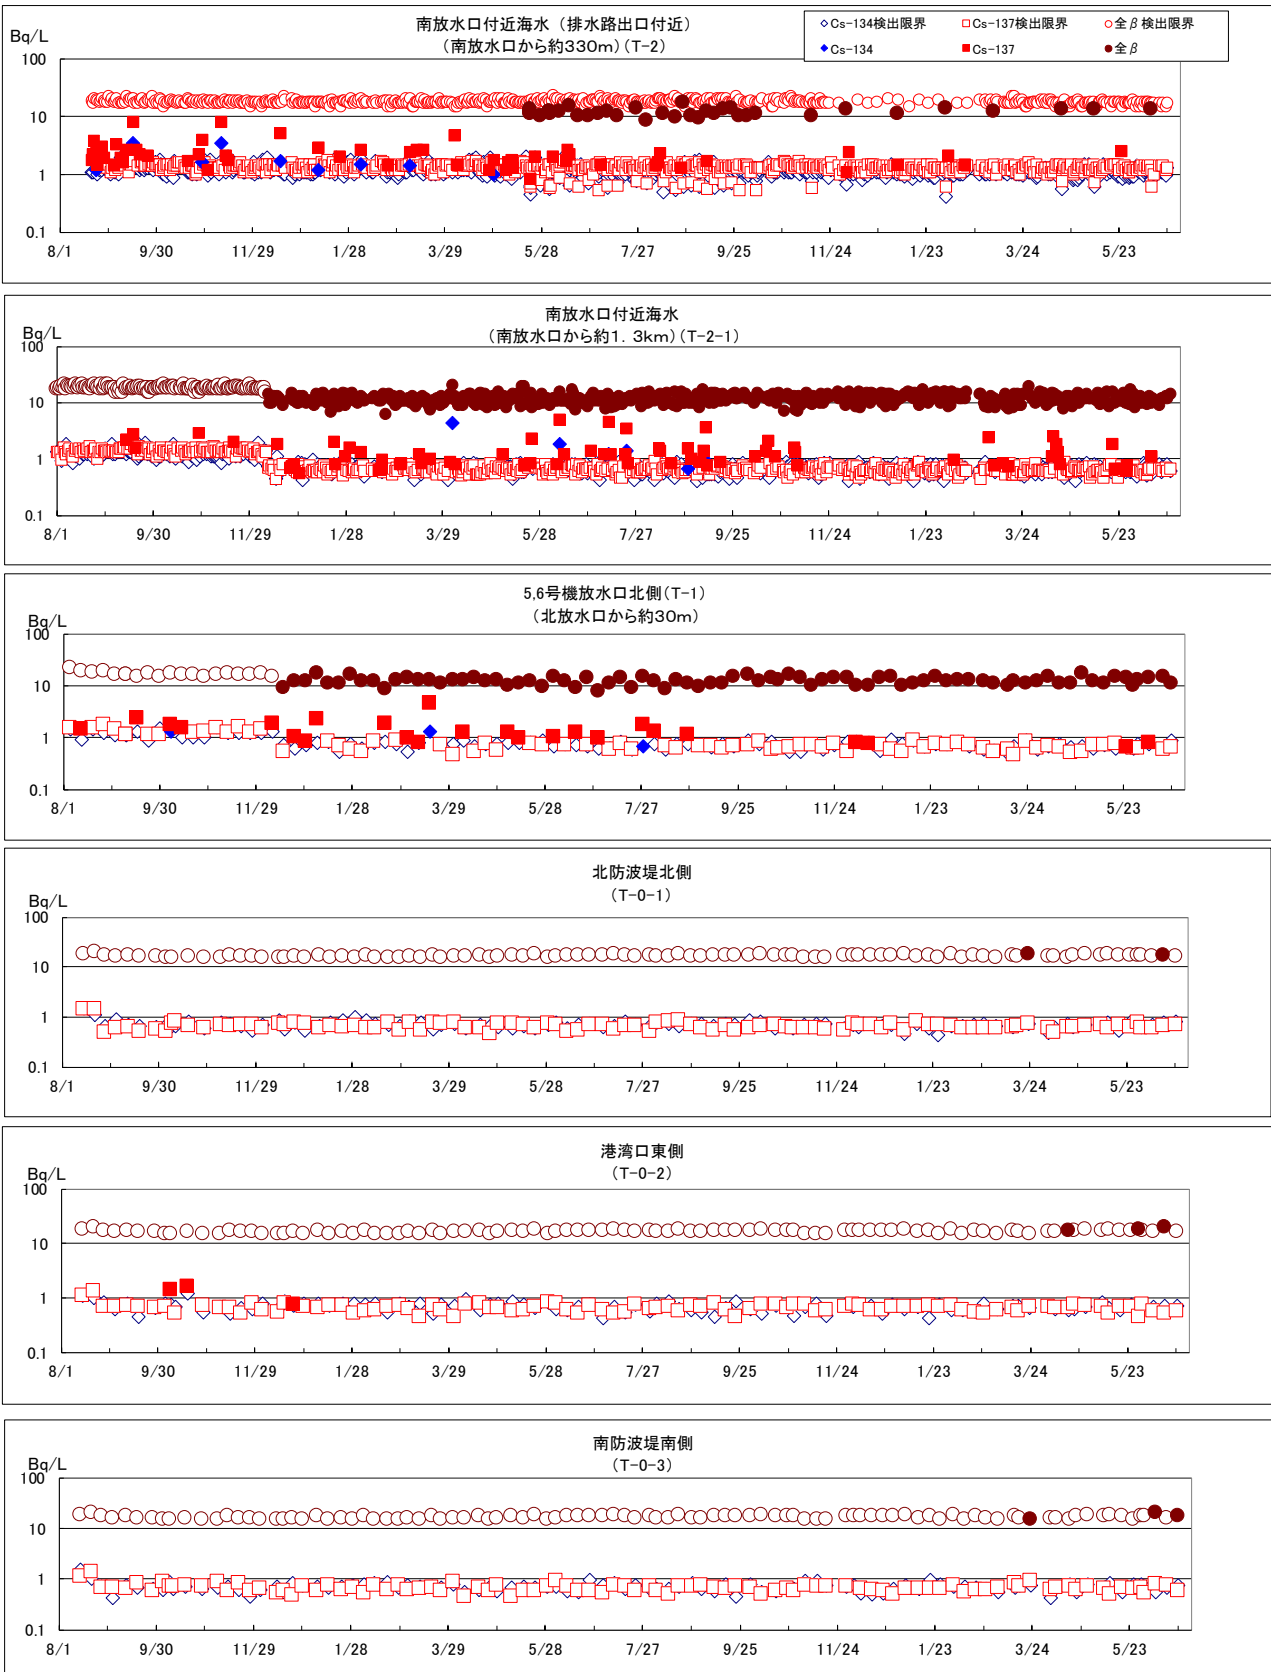 南放水口付近海水（排水路出口付近）
（南放水口から約330m）(T-2)
Bq/L
Cs-134検出限界 Cs-137検出限界 全β検出限界
Cs-134 Cs-137 全β
100
10
1
0.1
8/1 9/30 11/29 1/28 3/29 5/28 7/27 9/25 11/24 1/23 3/24 5/23
南放水口付近海水
（南放水口から約1.3km）(T-2-1)
Bq/L
100
10
1
0.1
8/1 9/30 11/29 1/28 3/29 5/28 7/27 9/25 11/24 1/23 3/24 5/23
5,6号機放水口北側(T-1)
（北放水口から約30m）
Bq/L
100
10
1
0.1
8/1 9/30 11/29 1/28 3/29 5/28 7/27 9/25 11/24 1/23 3/24 5/23
北防波堤北側
(T-0-1)
Bq/L
100
10
1
0.1
8/1 9/30 11/29 1/28 3/29 5/28 7/27 9/25 11/24 1/23 3/24 5/23
港湾口東側
(T-0-2)
Bq/L
100
10
1
0.1
8/1 9/30 11/29 1/28 3/29 5/28 7/27 9/25 11/24 1/23 3/24 5/23
南防波堤南側
(T-0-3)
Bq/L
100
10
1
0.1
8/1 9/30 11/29 1/28 3/29 5/28 7/27 9/25 11/24 1/23 3/24 5/23